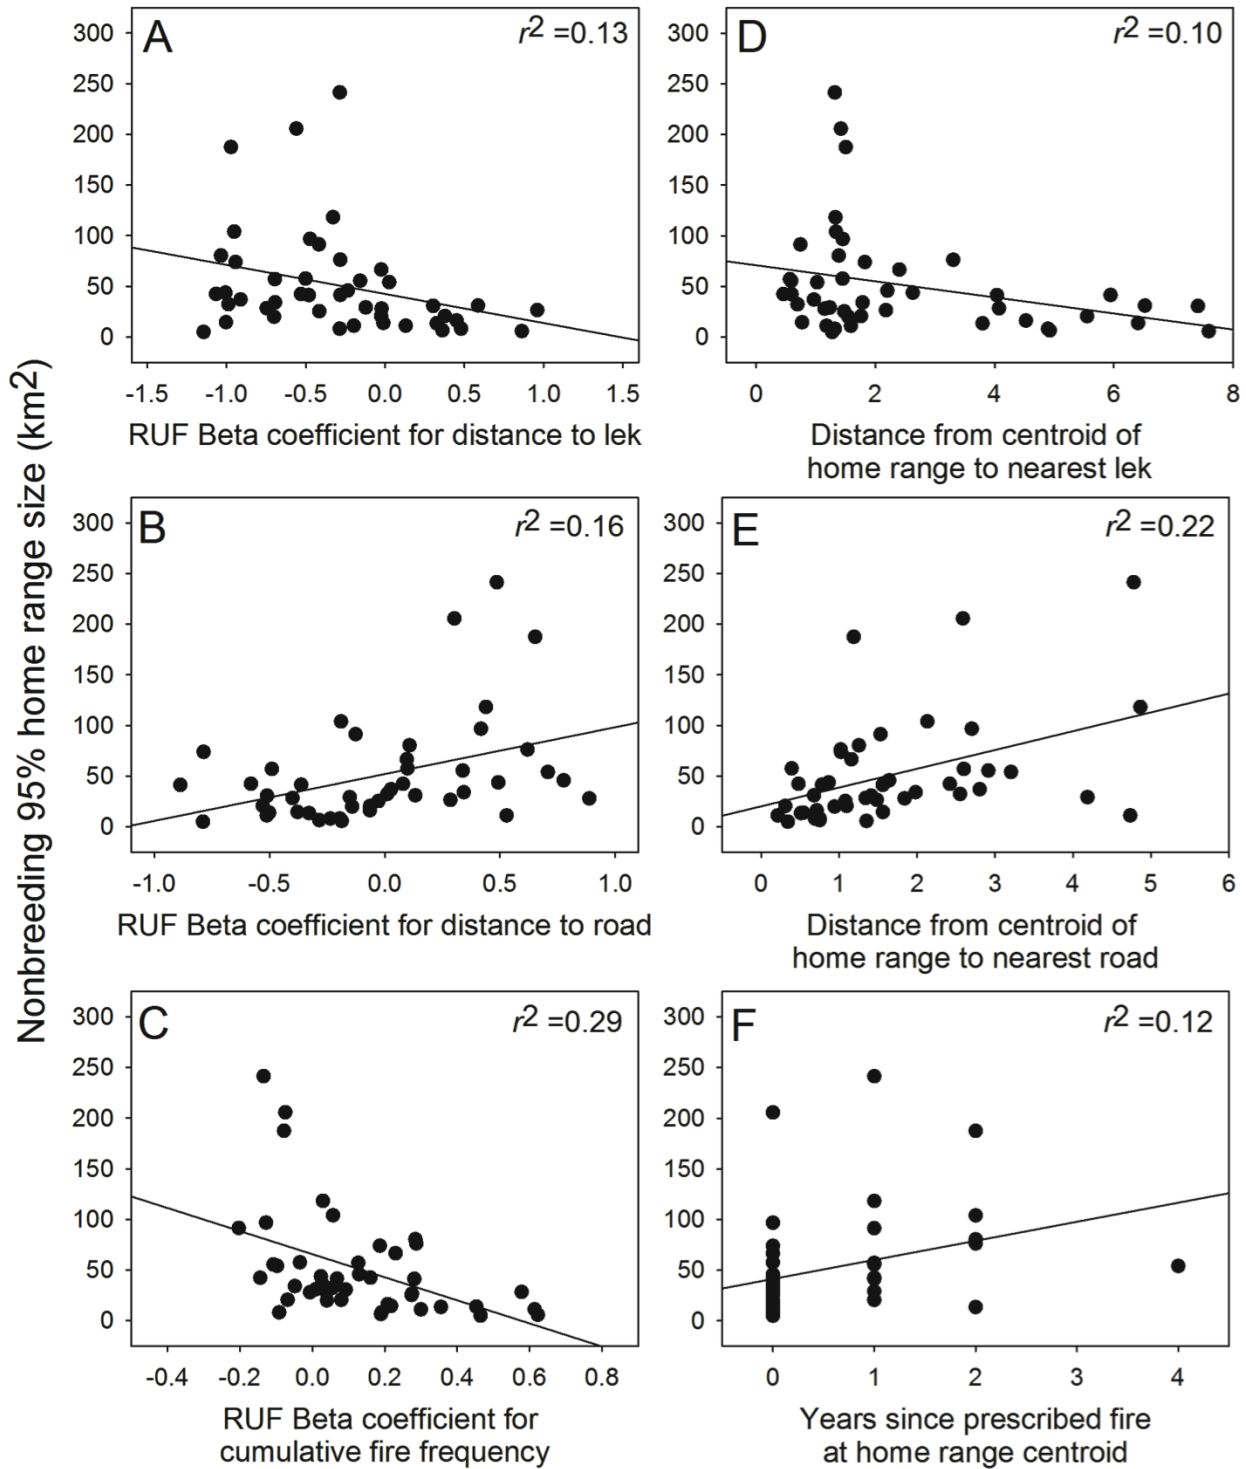 Nonbreeding 95% home range size (km2)
A
r2 =0.13
300
250
200
150
100
50
0
-1.5 -1.0 -0.5 0.0 0.5 1.0 1.5
RUF Beta coefficient for distance to lek
D
r2 =0.10
300
250
200
150
100
50
0
0 2 4 6 8
Distance from centroid of
home range to nearest lek
B
r2 =0.16
300
250
200
150
100
50
0
-1.0 -0.5 0.0 0.5 1.0
RUF Beta coefficient for distance to road
E
r2 =0.22
300
250
200
150
100
50
0
0 1 2 3 4 5 6
Distance from centroid of
home range to nearest road
C
r2 =0.29
300
250
200
150
100
50
0
-0.4 -0.2 0.0 0.2 0.4 0.6 0.8
RUF Beta coefficient for
cumulative fire frequency
F
r2 =0.12
300
250
200
150
100
50
0
0 1 2 3 4
Years since prescribed fire
at home range centroid